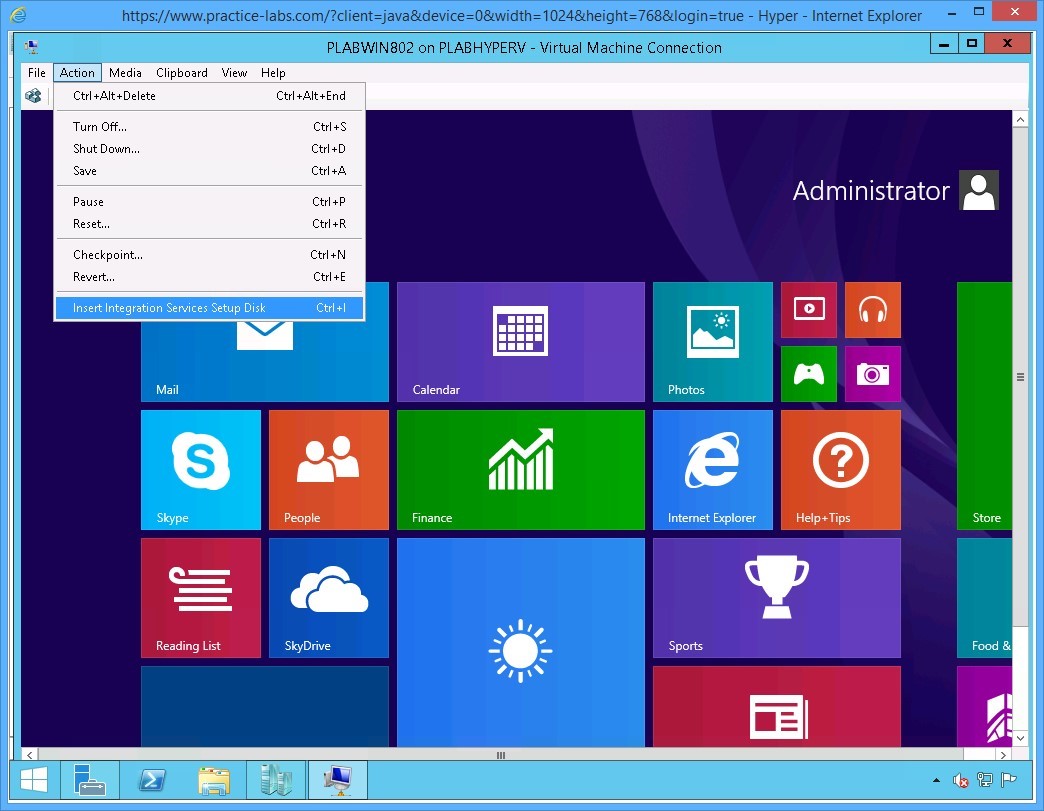 https://www.practice-labs.com/?client=java&device=0&width=1024&height=768&login=true - Hyper - Internet Explorer
PLABWIN802 on PLABHYPERV - Virtual Machine Connection
File Action Media Clipboard View Help
Ctrl+Alt+Delete Ctrl+Alt+End
Turn Off... Ctrl+S
Shut Down... Ctrl+D
Save Ctrl+A
Pause Ctrl+P
Reset... Ctrl+R
Checkpoint... Ctrl+N
Revert... Ctrl+E
Insert Integration Services Setup Disk Ctrl+I
Administrator
Mail Calendar Photos
Skype People Finance Internet Explorer Help+Tips Store
Reading List SkyDrive Sports Food &